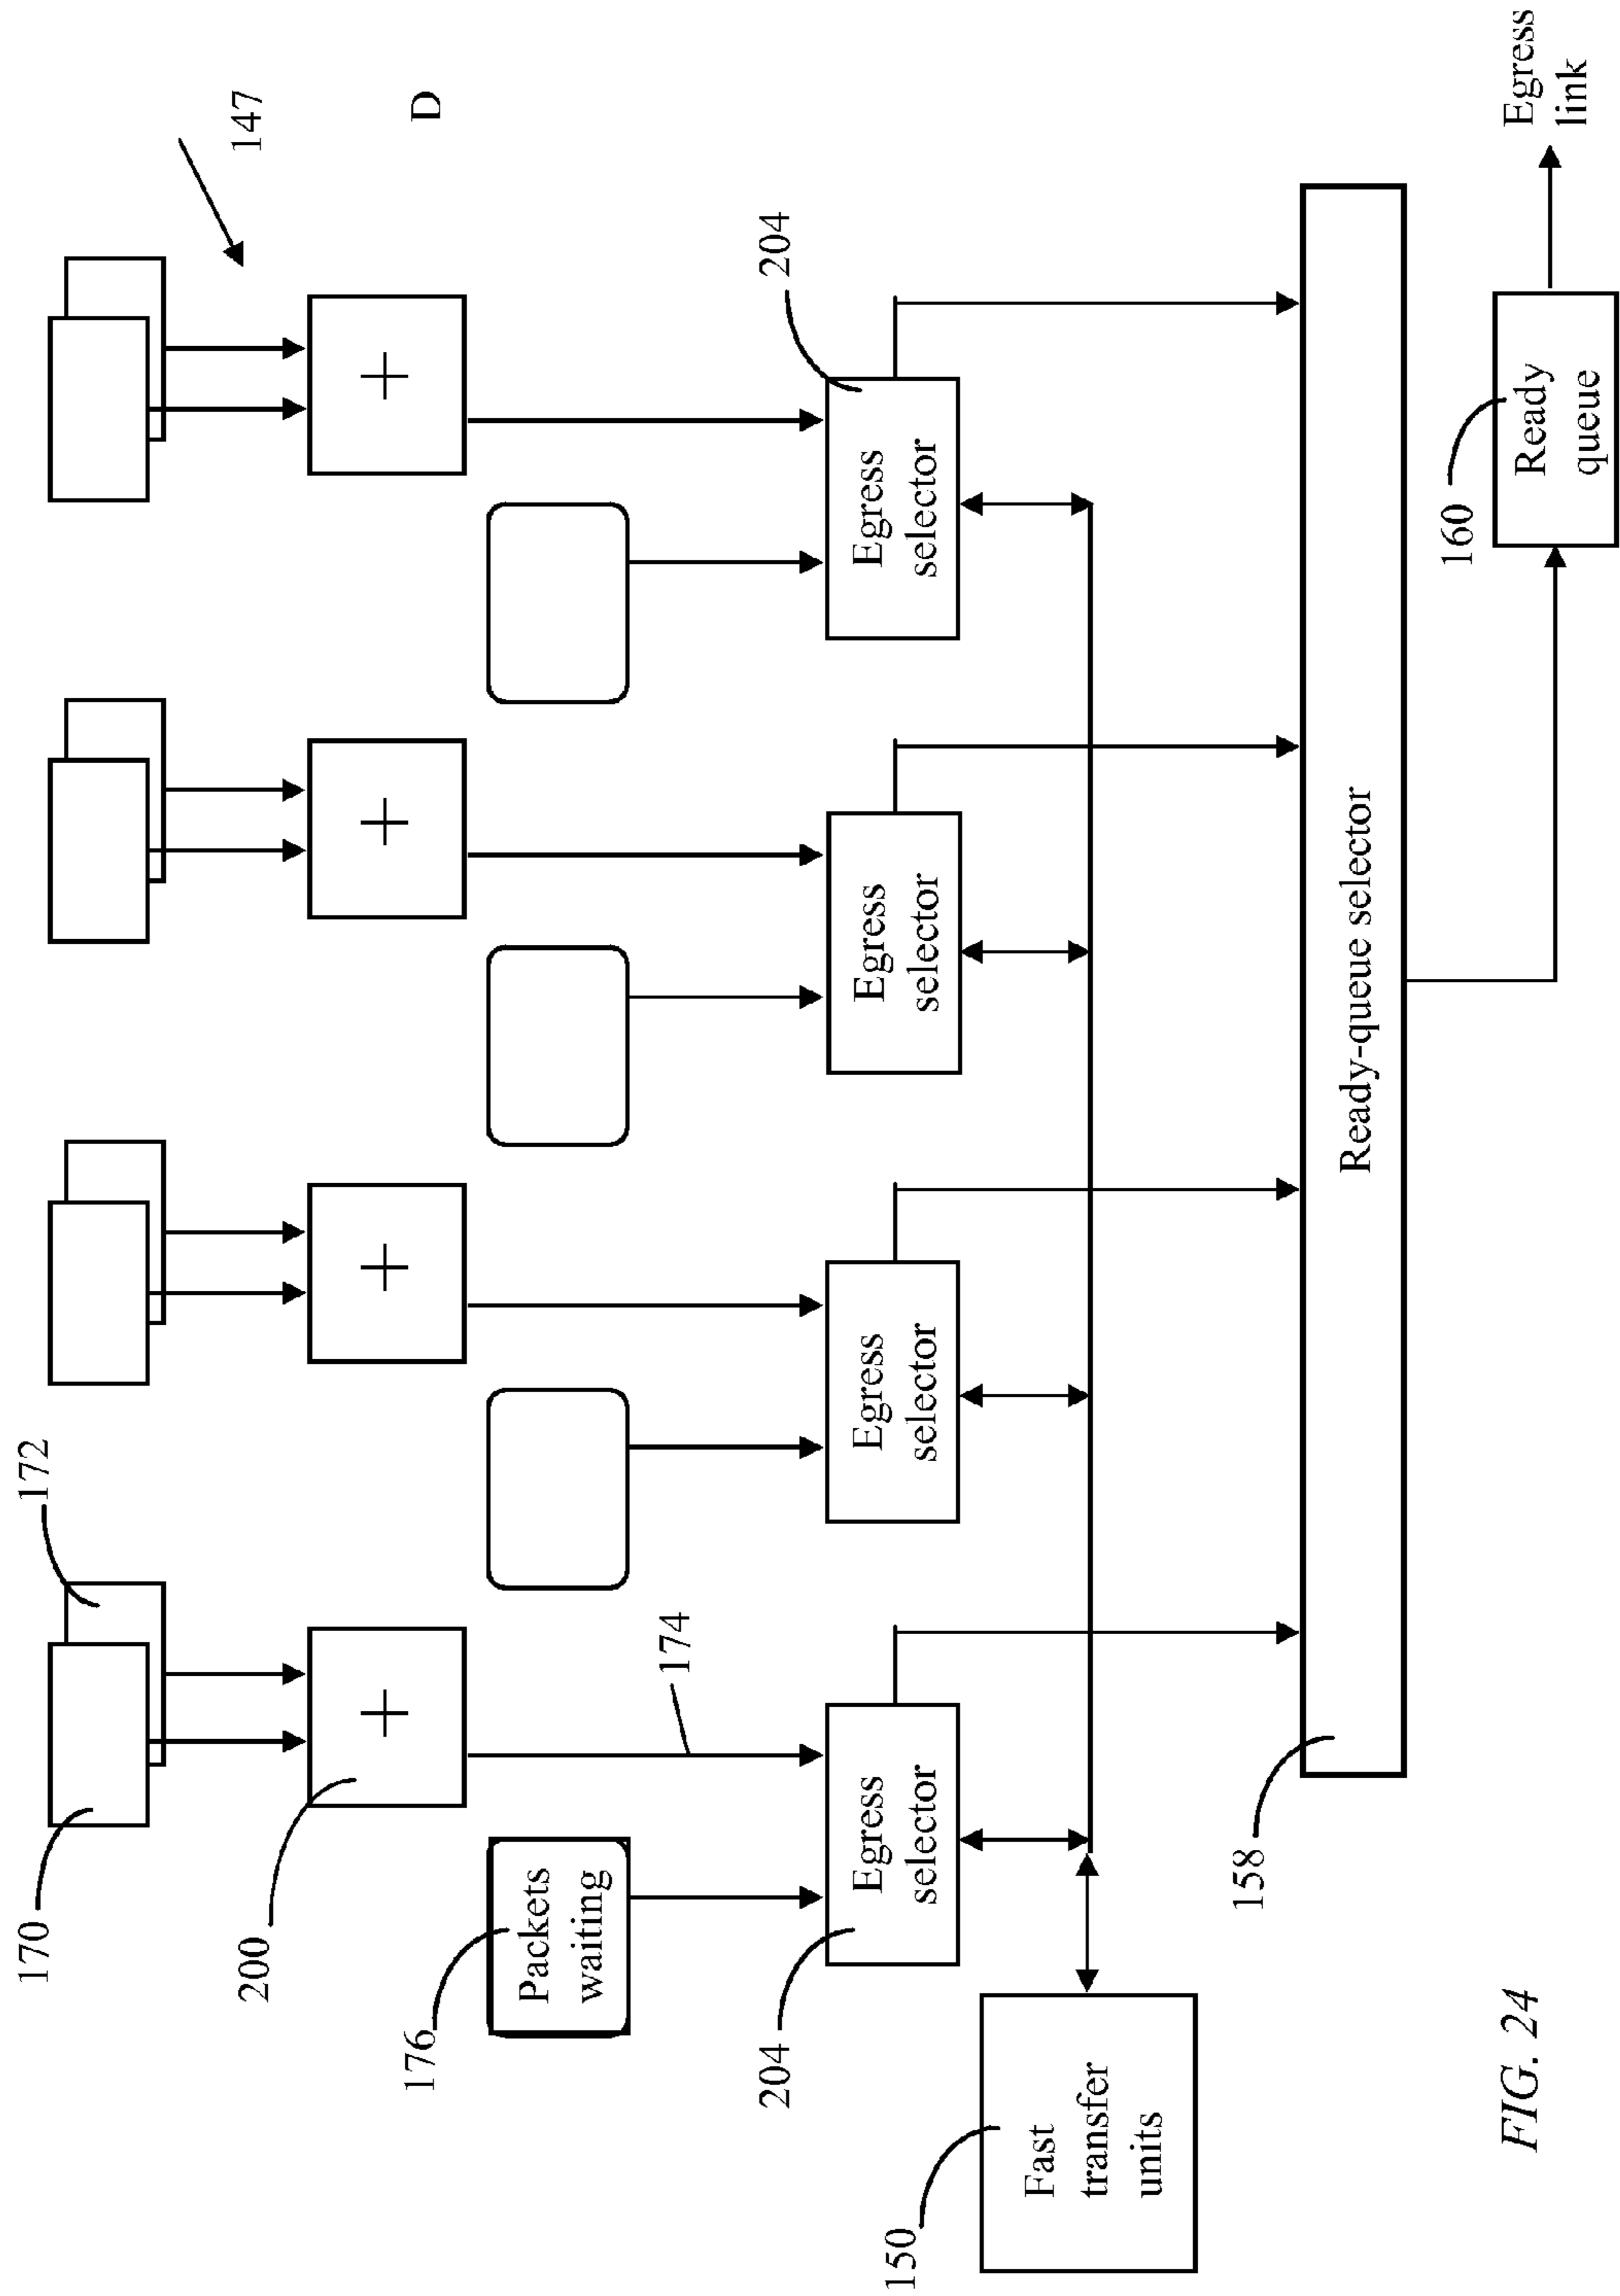 170
172
147
200
+
+
+
+
D
176
Packets
waiting
174
204
Egress
selector
Egress
selector
Egress
selector
Egress
selector
204
150
Fast
transfer
units
158
Ready-queue selector
160
Ready
queue
Egress
link
FIG. 24